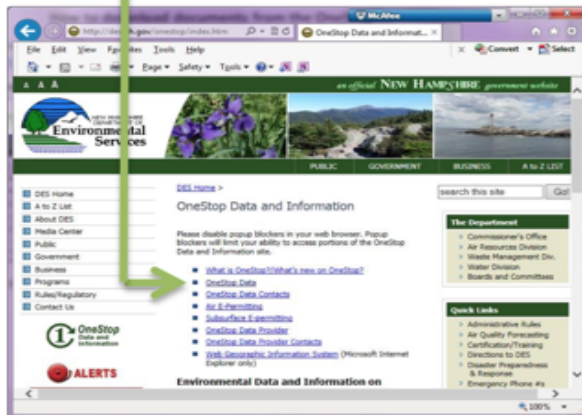 McAfee
OneStop Data and Informat...
File Edit View Favorites Tools Help
Convert Select
Page Safety Tools
A A A
an official NEW HAMPSHIRE government website
NEW HAMPSHIRE
DEPARTMENT OF
Environmental
Services
PUBLIC GOVERNMENT BUSINESS A to Z LIST
DES Home
A to Z List
About DES
Media Center
Public
Government
Business
Programs
Rules/Regulatory
Contact Us
OneStop
Data and
Information
ALERTS
DES Home >
OneStop Data and Information
Please disable popup blockers in your web browser. Popup
blockers will limit your ability to access portions of the OneStop
Data and Information site.
What is OneStop?/What's new on OneStop?
OneStop Data
OneStop Data Contacts
Air E-Permitting
Subsurface E-permitting
OneStop Data Provider
OneStop Data Provider Contacts
Web Geographic Information System (Microsoft Internet
Explorer only)
Environmental Data and Information on
search this site Go!
The Department
Commissioner's Office
Air Resources Division
Waste Management Div.
Water Division
Boards and Committees
Quick Links
Administrative Rules
Air Quality Forecasting
Certification/Training
Directions to DES
Disaster Preparedness
& Response
Emergency Phone #s
100%